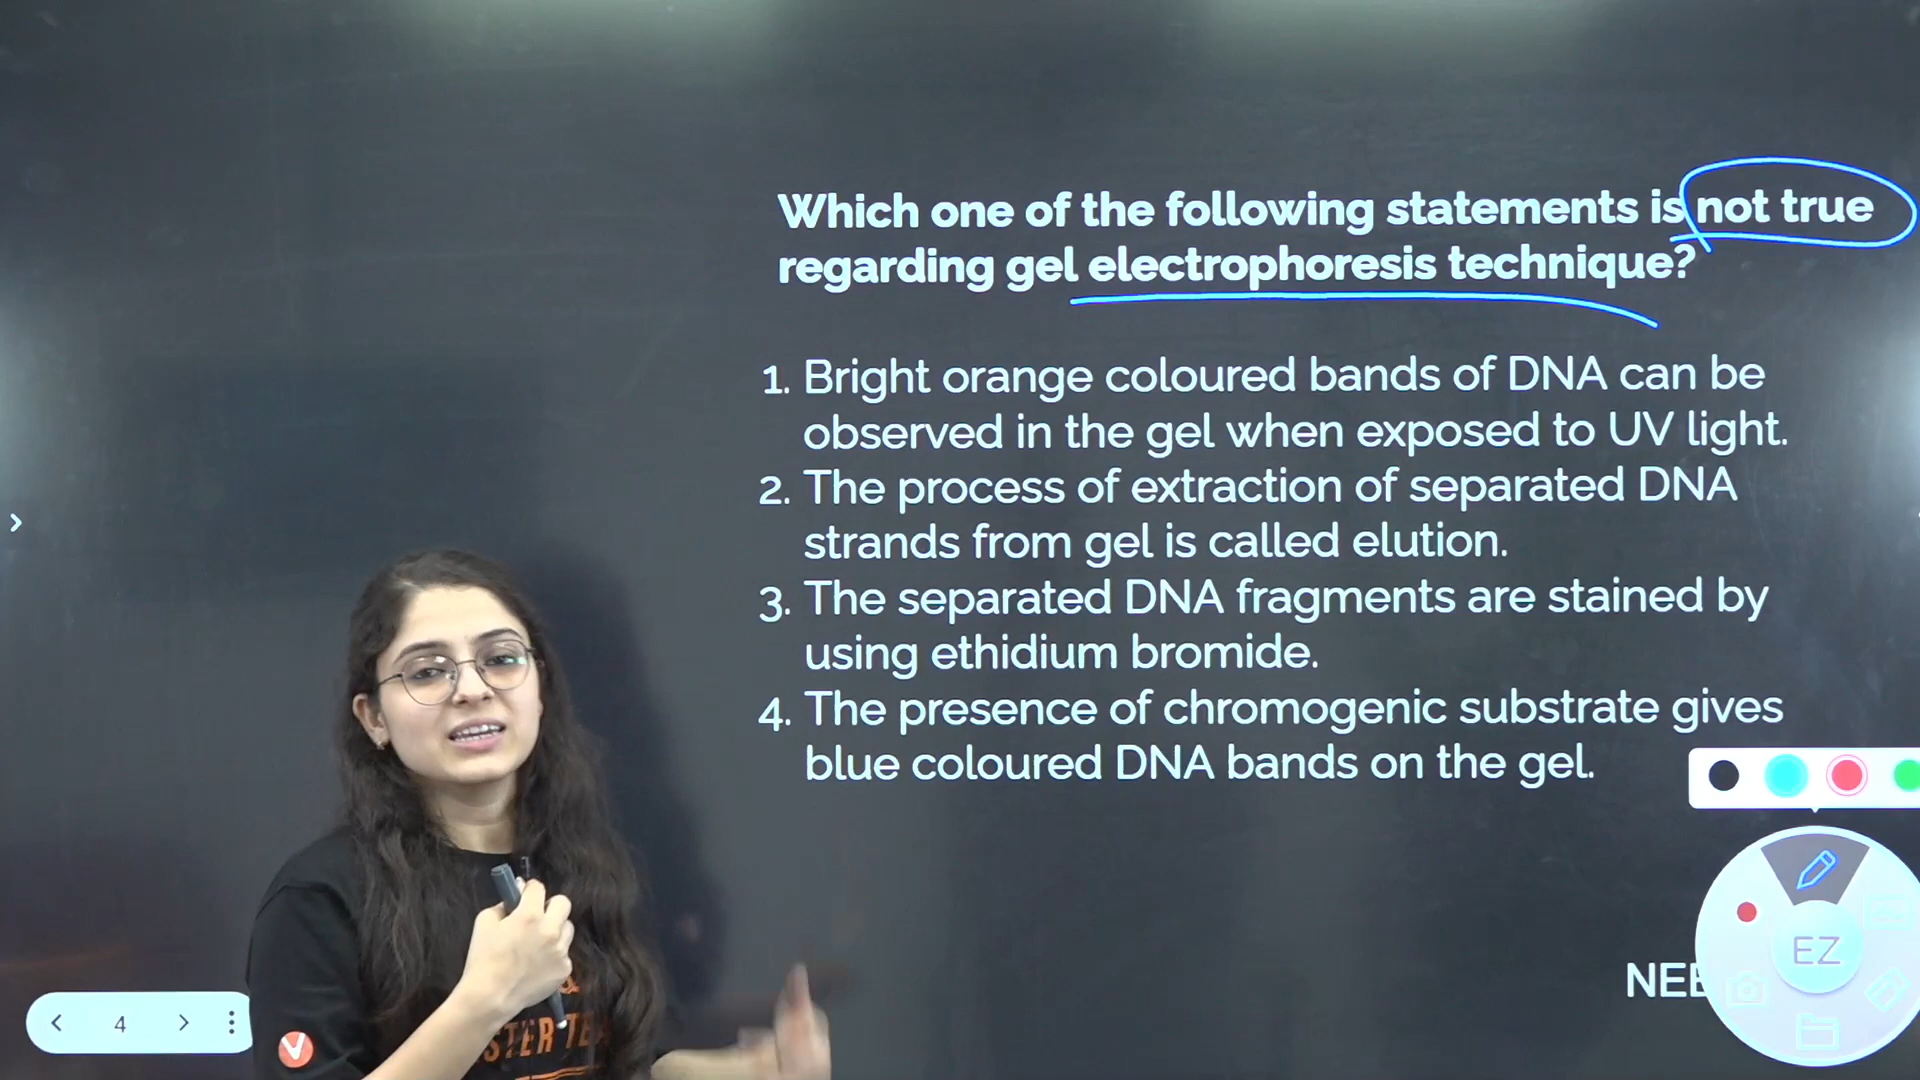 Which one of the following statements is not true
regarding gel electrophoresis technique?
1. Bright orange coloured bands of DNA can be
observed in the gel when exposed to UV light.
2. The process of extraction of separated DNA
strands from gel is called elution.
3. The separated DNA fragments are stained by
using ethidium bromide.
4. The presence of chromogenic substrate gives
blue coloured DNA bands on the gel.
EZ
4